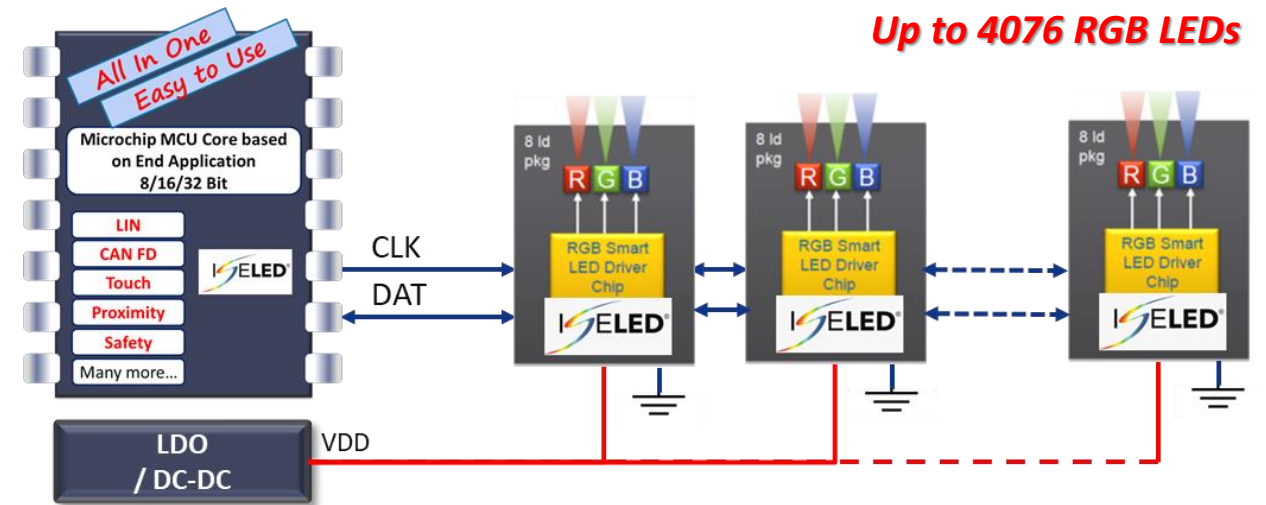 Up to 4076 RGB LEDs
All In One
Easy to Use
Microchip MCU Core based
on End Application
8/16/32 Bit
LIN
CAN FD
Touch
Proximity
Safety
Many more...
ISELED®
CLK
DAT
8 ld
pkg
R G B
RGB Smart
LED Driver
Chip
ISELED®
8 ld
pkg
R G B
RGB Smart
LED Driver
Chip
ISELED®
8 ld
pkg
R G B
RGB Smart
LED Driver
Chip
ISELED®
LDO
/ DC-DC
VDD